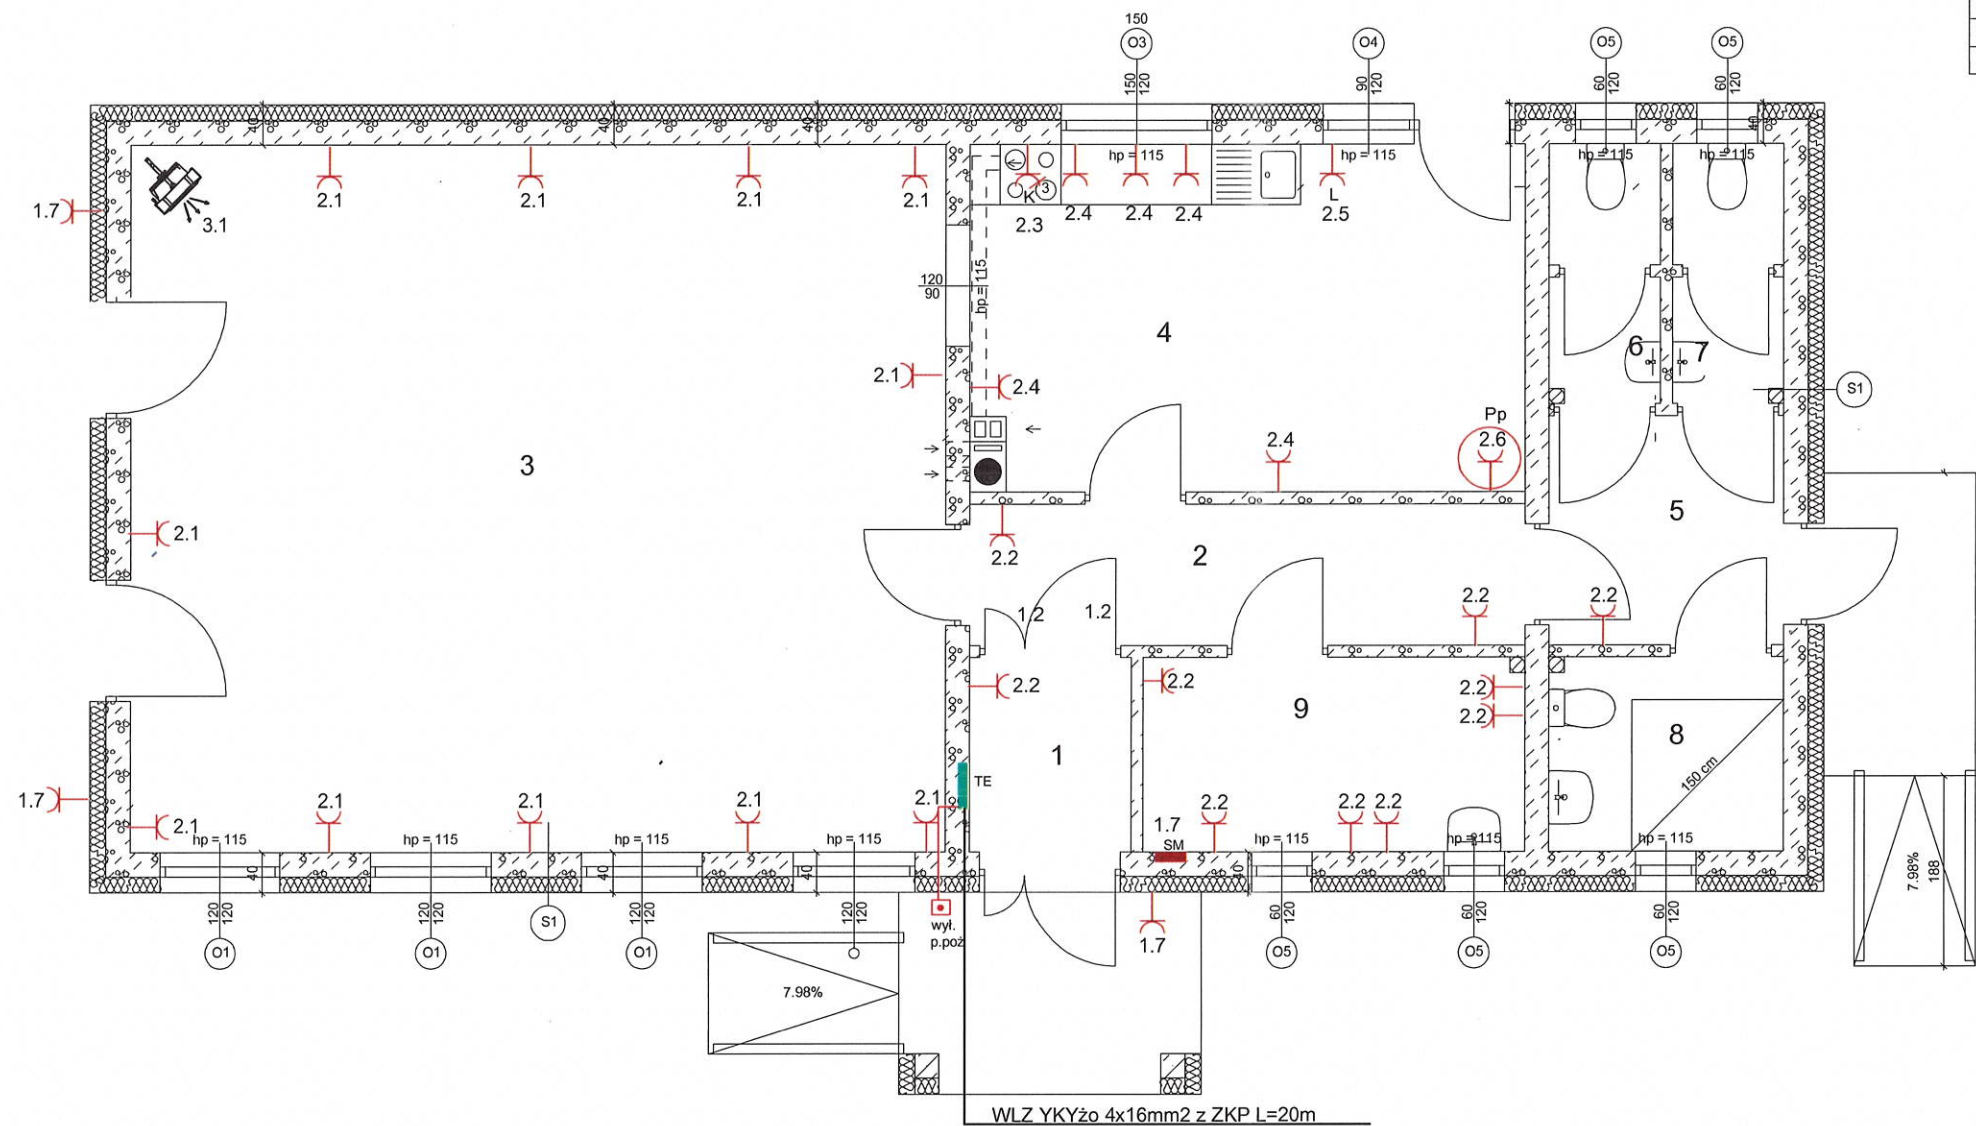 150
O3
O4
O5
O5
150
120
90
120
60
120
60
120
40
40
40
40
hp = 115
hp = 115
hp = 115
hp = 115
1.7
3.1
2.1
2.1
2.1
2.1
K
3
2.3
2.4
2.4
2.4
L
2.5
120
90
hp = 115
4
6
7
2.1
2.4
S1
Pp
2.4
2.6
3
5
2.1
2.2
2
1.2
1.2
2.2
2.2
2.2
2.2
2.2
2.2
9
8
150 cm
1
TE
1.7
2.1
2.1
2.1
2.1
2.1
1.7
SM
2.2
2.2
2.2
hp = 115
hp = 115
hp = 115
hp = 115
hp = 115
hp = 115
40
40
40
40
7.98%
188
120
120
120
120
120
120
120
120
60
120
60
120
60
120
wył.
p.poż
1.7
O1
O1
S1
O1
O5
O5
O5
7.98%
WLZ YKYżo 4x16mm2 z ZKP L=20m